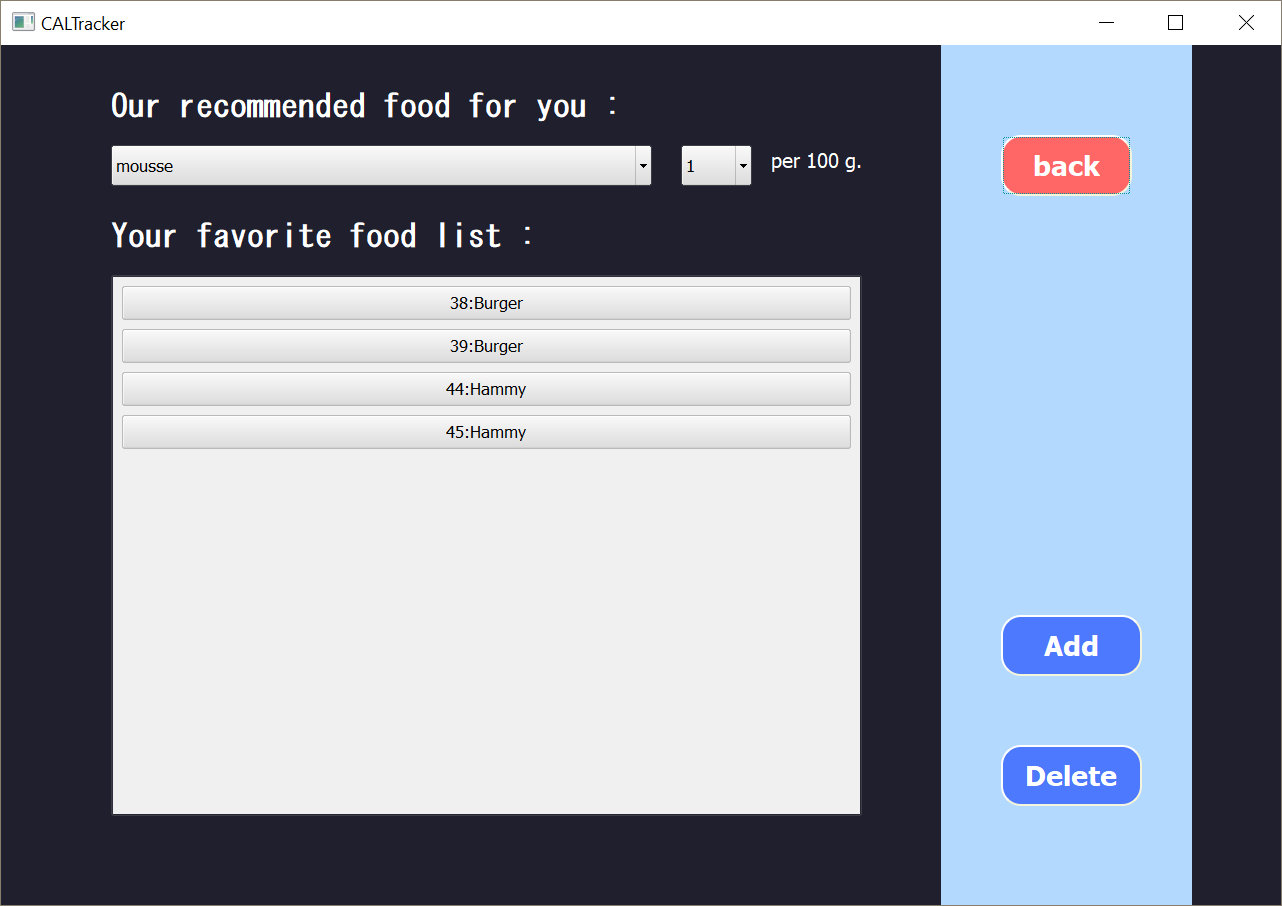 CALTracker
Our recommended food for you :
mousse
1
per 100 g.
back
Your favorite food list :
38:Burger
39:Burger
44:Hammy
45:Hammy
Add
Delete